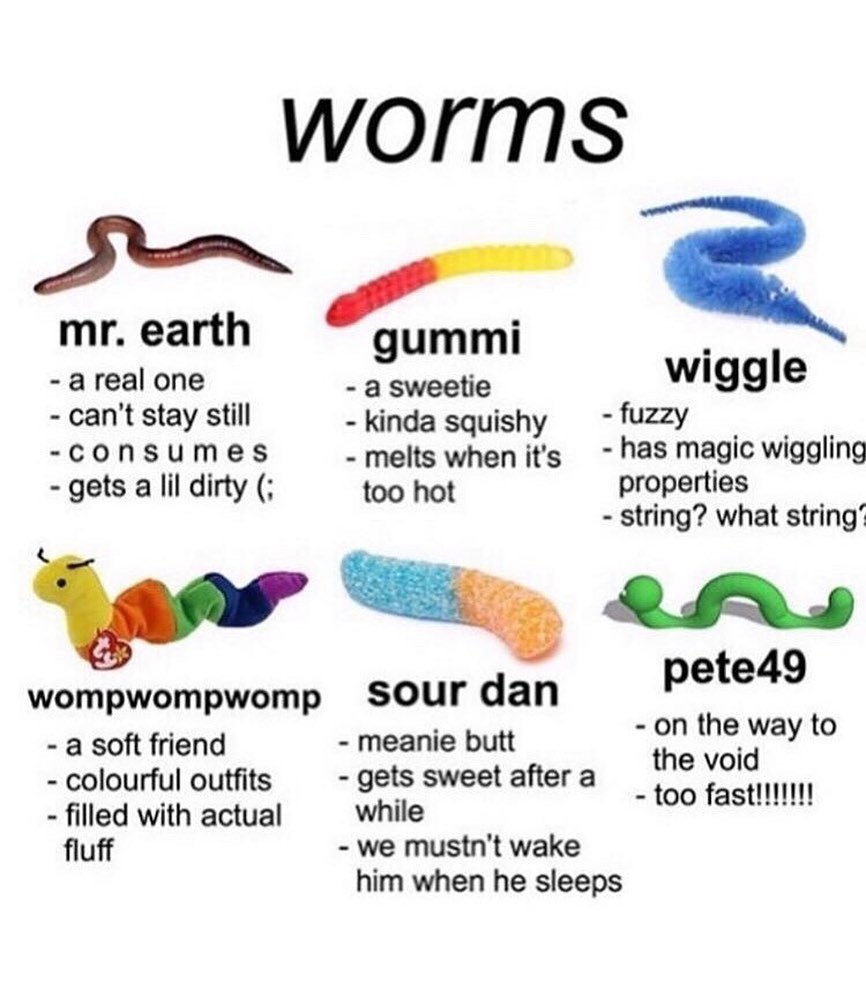 worms
mr. earth
- a real one
- can't stay still
- c o n s u m e s
- gets a lil dirty (;
gummi
- a sweetie
- kinda squishy
- melts when it's
too hot
wiggle
- fuzzy
- has magic wiggling
properties
- string? what string?
wompwompwomp
- a soft friend
- colourful outfits
- filled with actual
fluff
sour dan
- meanie butt
- gets sweet after a
while
- we mustn't wake
him when he sleeps
pete49
- on the way to
the void
- too fast!!!!!!!